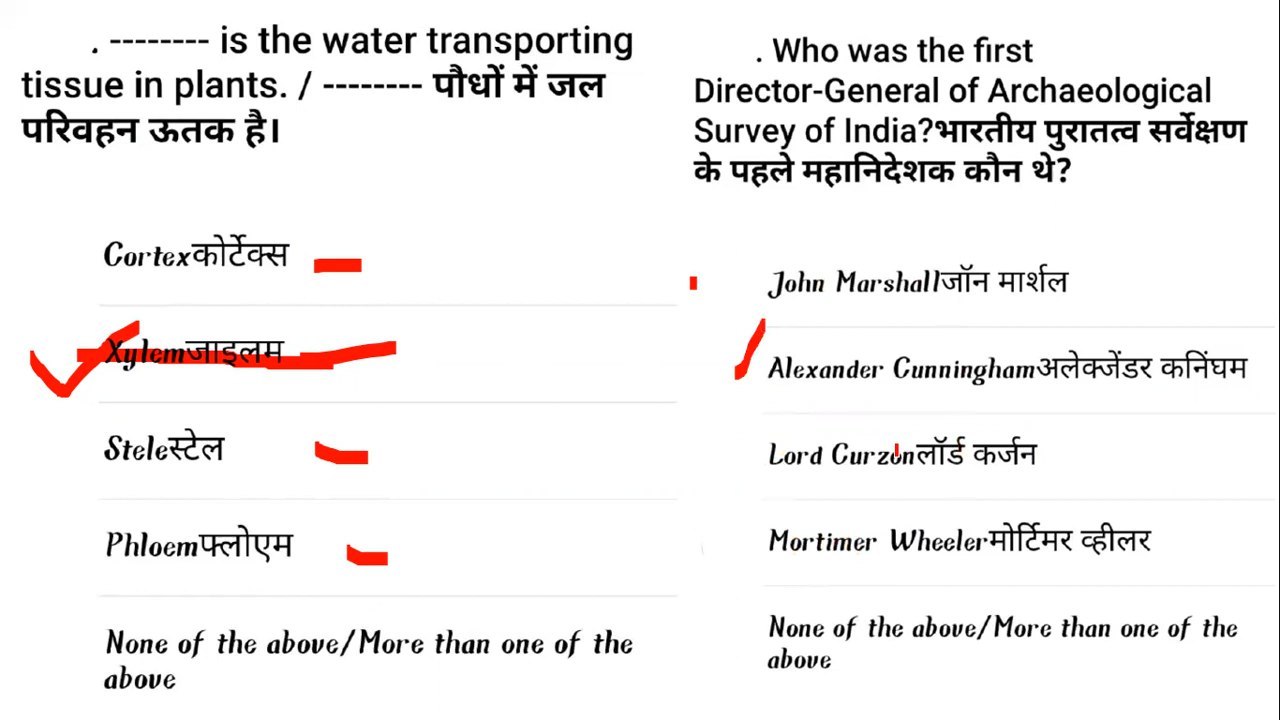 . -------- is the water transporting
tissue in plants. / -------- पौधों में जल
परिवहन ऊतक है।
Cortexकोर्टेक्स
Xylemजाइलम
Steleस्टेल
Phloemफ्लोएम
None of the above/More than one of the
above
. Who was the first
Director-General of Archaeological
Survey of India?भारतीय पुरातत्व सर्वेक्षण
के पहले महानिदेशक कौन थे?
John Marshallजॉन मार्शल
Alexander Cunninghamअलेक्जेंडर कनिंघम
Lord Curzonलॉर्ड कर्जन
Mortimer Wheelerमोर्टिमर व्हीलर
None of the above/More than one of the
above